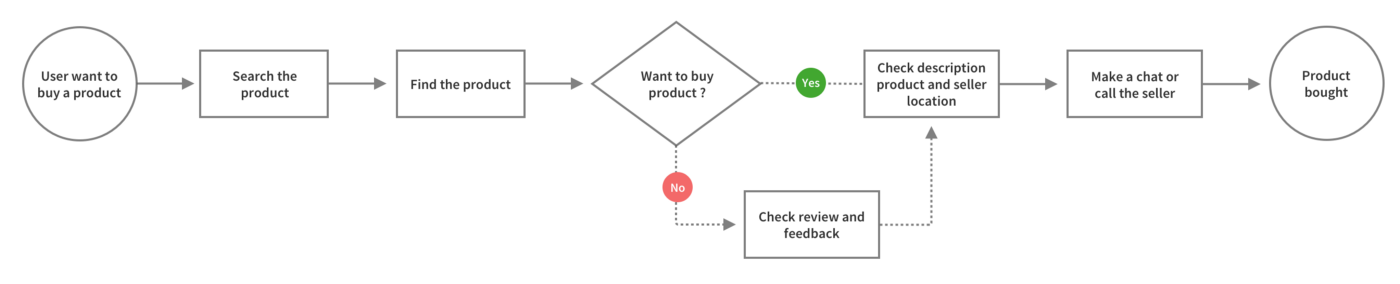 User want to
buy a product
Search the
product
Find the product
Want to buy
product ?
Yes
Check description
product and seller
location
Make a chat or
call the seller
Product
bought
No
Check review and
feedback